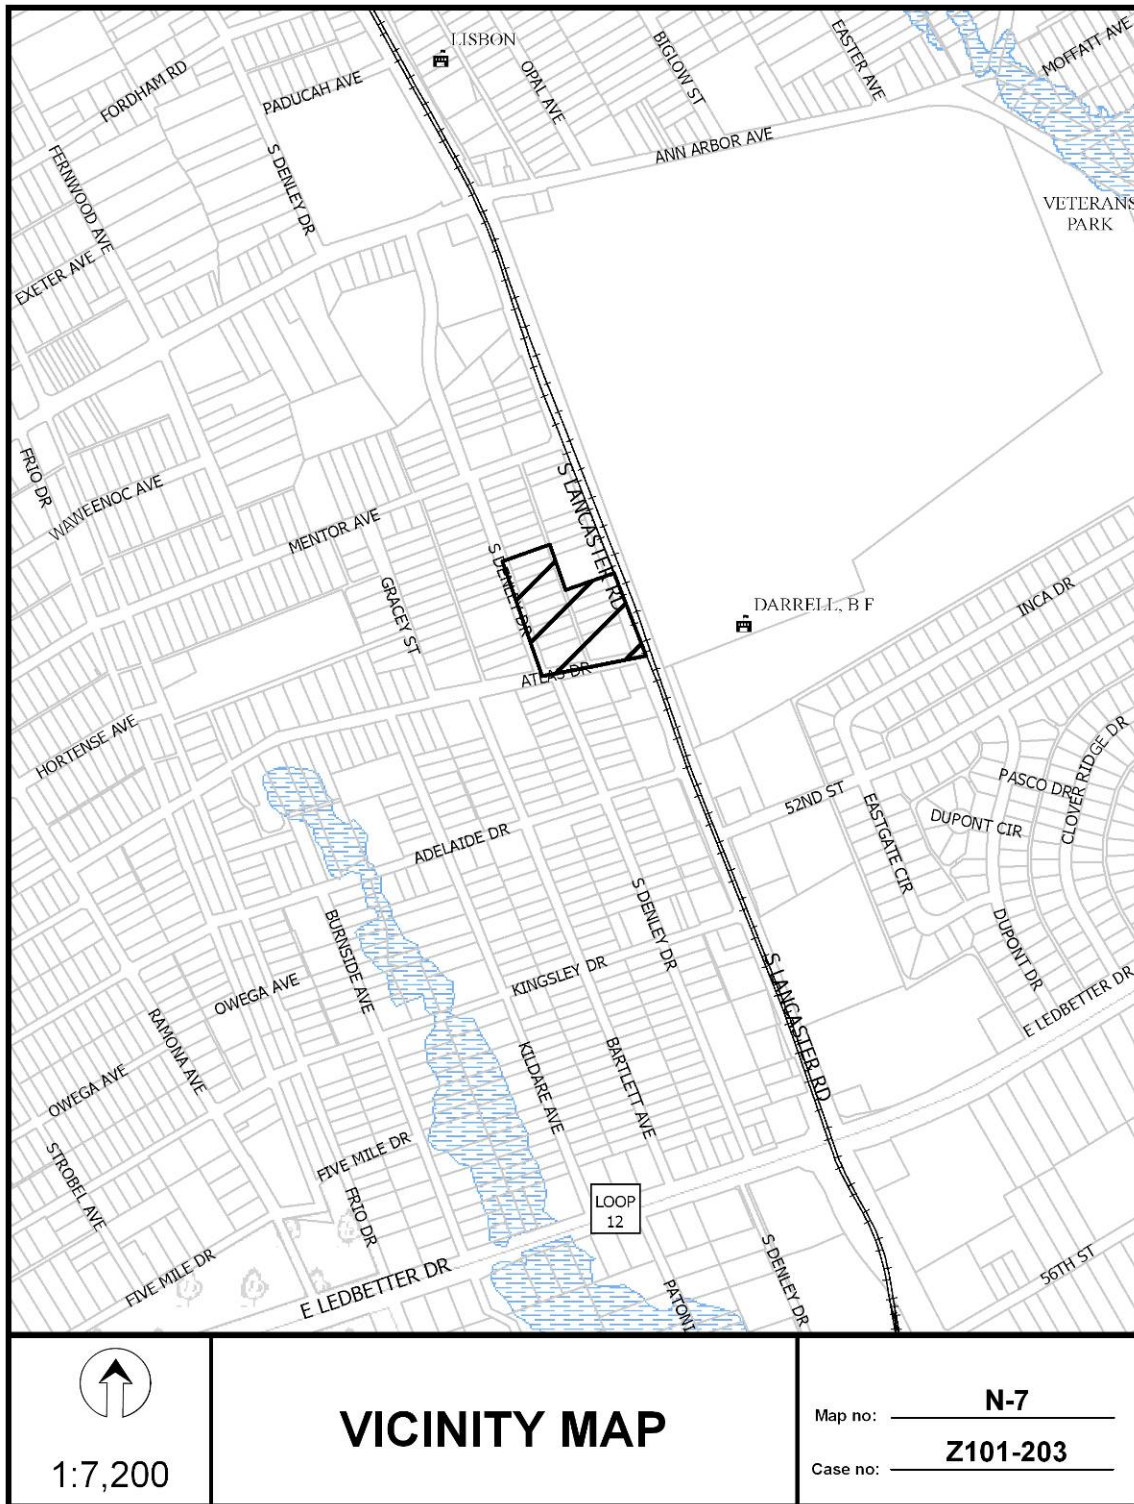 LISBON
FORDHAM RD
PADUCAH AVE
OPAL AVE
BIGLOW ST
EASTER AVE
MOFFATT AVE
ANN ARBOR AVE
FERNWOOD AVE
S DENLEY DR
EXETER AVE
VETERANS
PARK
FRIO DR
WAWEENOC AVE
MENTOR AVE
S LANCASTER RD
S DENLEY DR
GRACEY ST
DARRELL, B F
INCA DR
ATLAS DR
HORTENSE AVE
52ND ST
PASCO DR
CLOVER RIDGE DR
DUPONT CIR
EASTGATE CIR
ADELAIDE DR
S DENLEY DR
BURNSIDE AVE
DUPONT DR
KINGSLEY DR
OWEGA AVE
S LANCASTER RD
E LEDBETTER DR
RAMONA AVE
KILDARE AVE
BARTLETT AVE
OWEGA AVE
STROBEL AVE
FIVE MILE DR
FRIO DR
LOOP
12
FIVE MILE DR
E LEDBETTER DR
PATONI
S DENLEY DR
56TH ST
1:7,200
VICINITY MAP
Map no: N-7
Case no: Z101-203